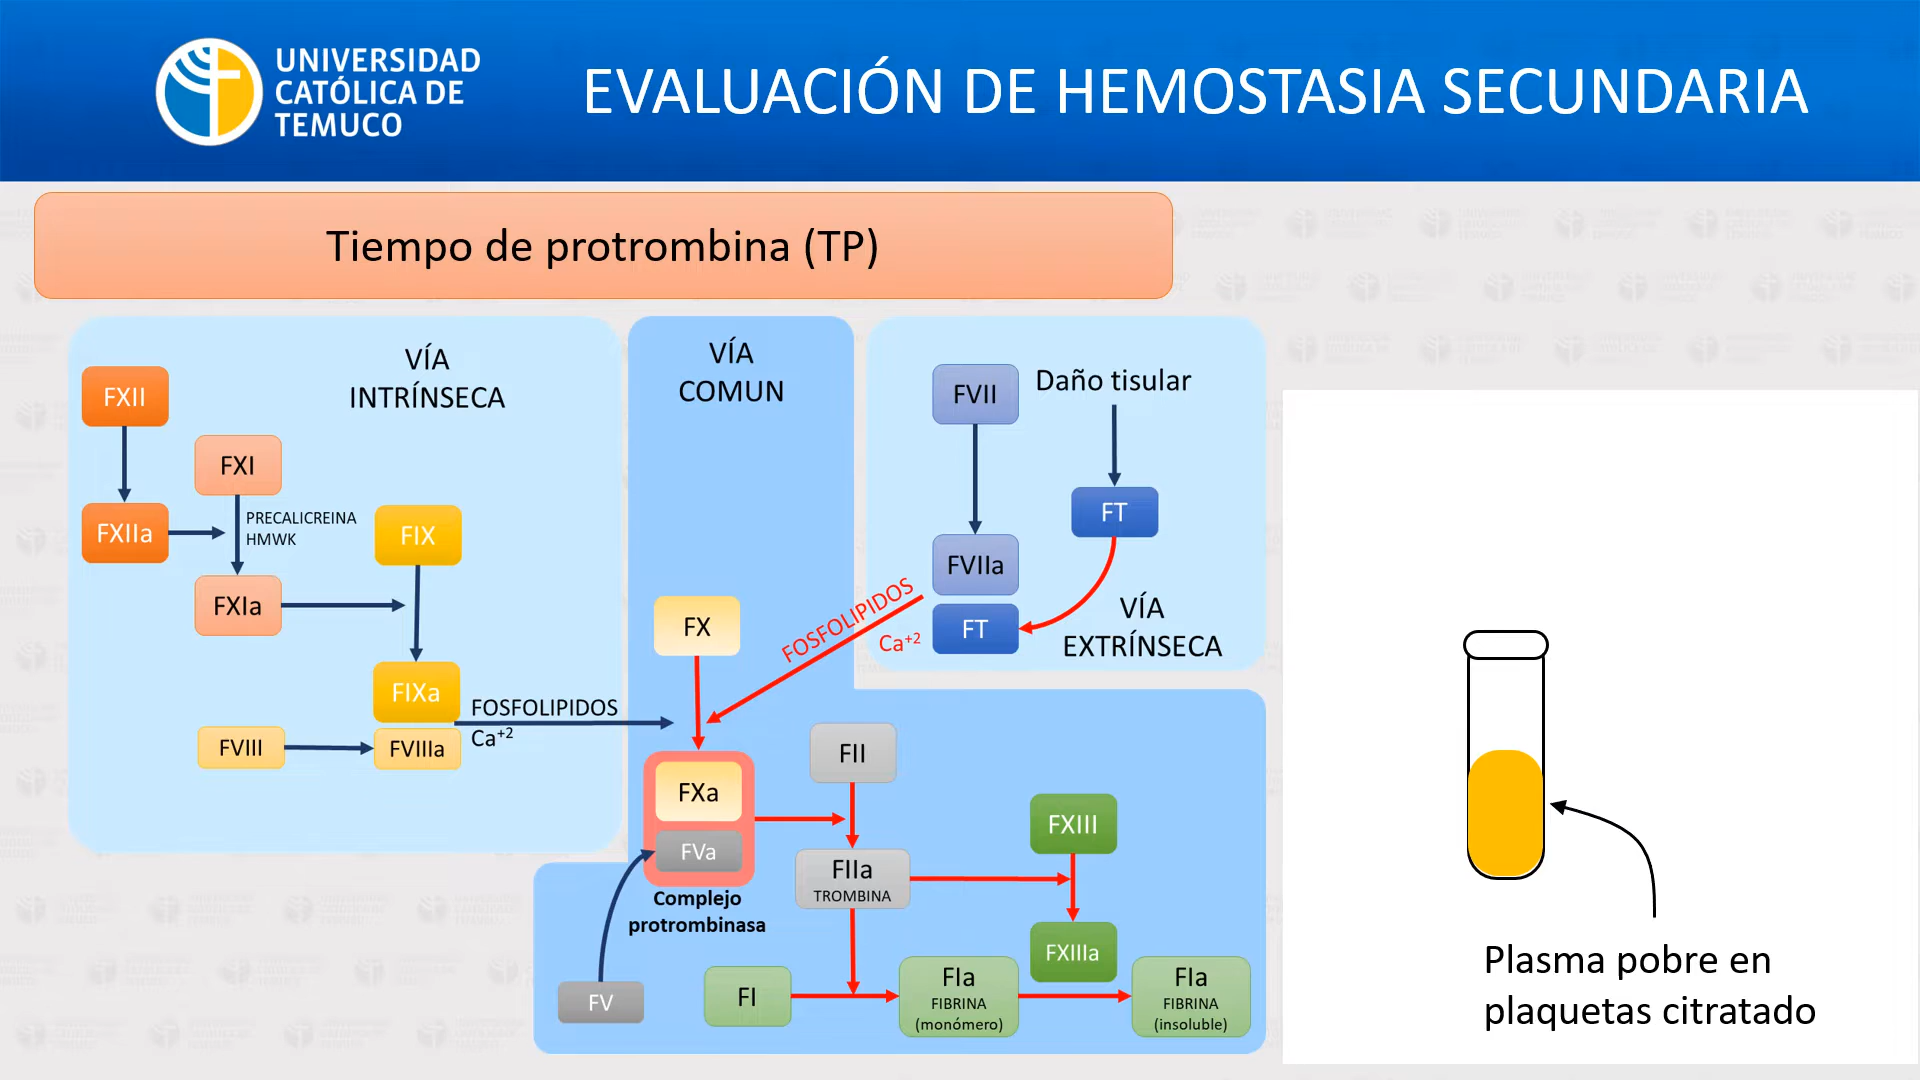 UNIVERSIDAD
CATÓLICA DE
TEMUCO
EVALUACIÓN DE HEMOSTASIA SECUNDARIA
Tiempo de protrombina (TP)
VÍA
INTRÍNSECA
FXII
FXI
FXIIa
PRECALICREINA
HMWK
FIX
FXIa
FIXa
FOSFOLIPIDOS
Ca+2
FVIII
FVIIIa
VÍA
COMUN
FX
FXa
FVa
Complejo
protrombinasa
FV
FII
FIIa
TROMBINA
FXIII
FXIIIa
FI
FIa
FIBRINA
(monómero)
FIa
FIBRINA
(insoluble)
FVII
Daño tisular
FT
FVIIa
FT
VÍA
EXTRÍNSECA
FOSFOLIPIDOS
Ca+2
Plasma pobre en
plaquetas citratado